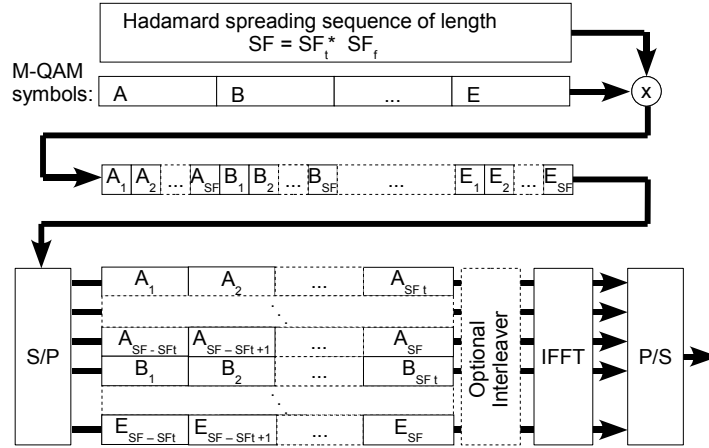 Hadamard spreading sequence of length
SF = SF_t * SF_f
M-QAM
symbols:
A B ... E
x
A_1 A_2 ... A_SF B_1 B_2 ... B_SF ... E_1 E_2 ... E_SF
A_1 A_2 ... A_SF t
A_SF - SFt A_SF – SFt +1 ... A_SF
S/P
B_1 B_2 ... B_SF t
Optional
Interleaver
IFFT
P/S
E_SF – SFt E_SF – SFt +1 ... E_SF